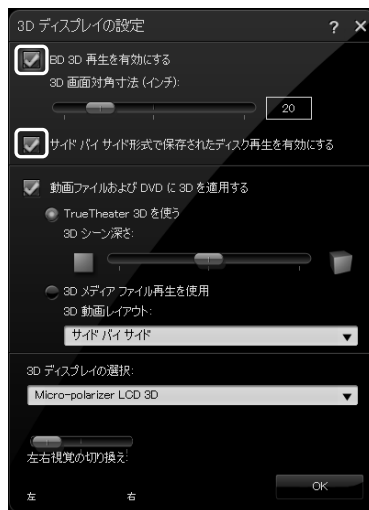 3D ディスプレイの設定 ? ×
BD 3D 再生を有効にする
3D 画面対角寸法 (インチ):
20
サイド バイ サイド形式で保存されたディスク再生を有効にする
動画ファイルおよび DVD に 3D を適用する
TrueTheater 3D を使う
3D シーン深さ:
3D メディア ファイル再生を使用
3D 動画レイアウト:
サイド バイ サイド
3D ディスプレイの選択:
Micro-polarizer LCD 3D
左右視覚の切り換え:
左 右
OK